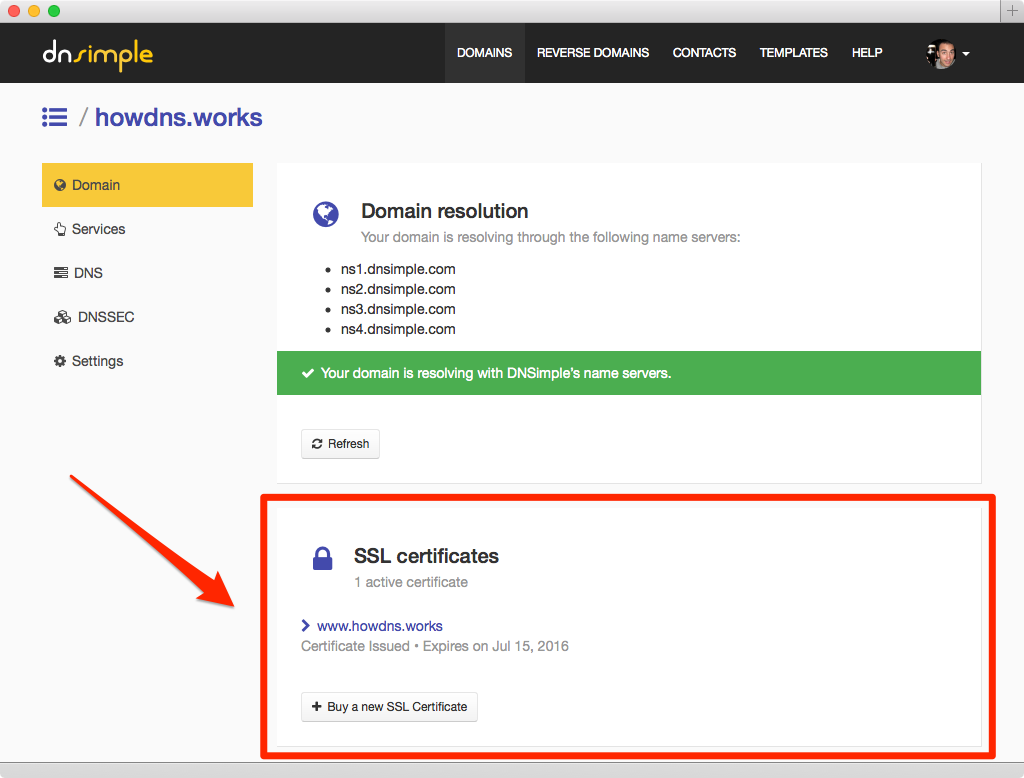 dnsimple
DOMAINS
REVERSE DOMAINS
CONTACTS
TEMPLATES
HELP
/ howdns.works
Domain
Services
DNS
DNSSEC
Settings
Domain resolution
Your domain is resolving through the following name servers:
• ns1.dnsimple.com
• ns2.dnsimple.com
• ns3.dnsimple.com
• ns4.dnsimple.com
Your domain is resolving with DNSimple's name servers.
Refresh
SSL certificates
1 active certificate
www.howdns.works
Certificate Issued • Expires on Jul 15, 2016
+ Buy a new SSL Certificate